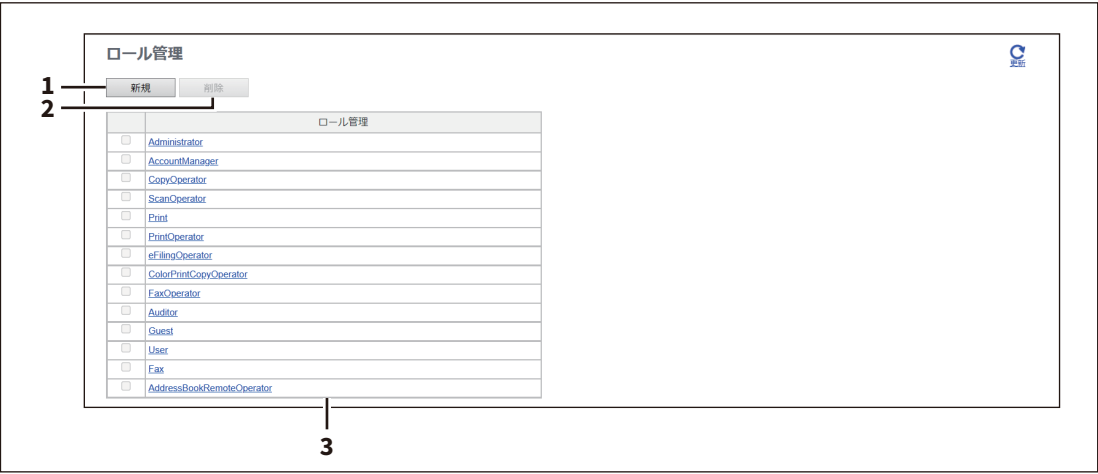 ロール管理
更新
1
新規
削除
2
ロール管理
Administrator
AccountManager
CopyOperator
ScanOperator
Print
PrintOperator
eFilingOperator
ColorPrintCopyOperator
FaxOperator
Auditor
Guest
User
Fax
AddressBookRemoteOperator
3